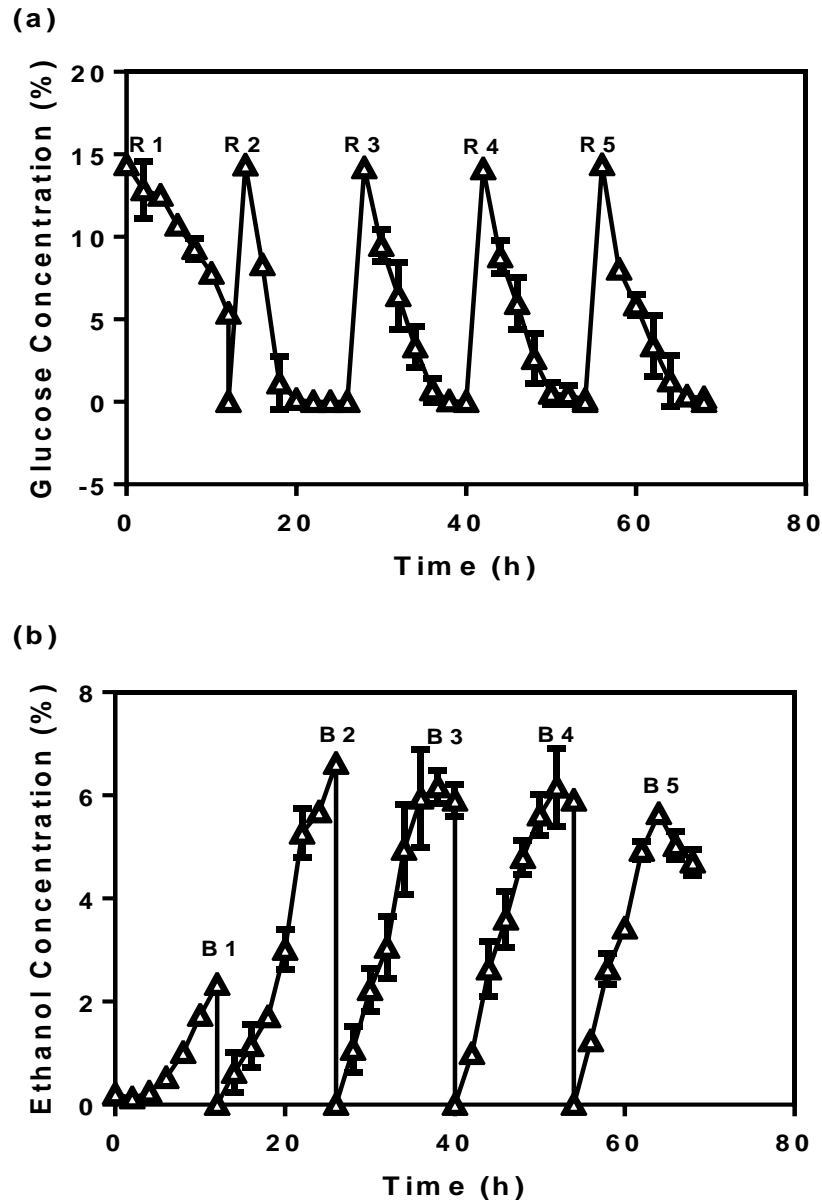 (a)
Glucose Concentration (%)
20
15
10
5
0
-5
R1 R2 R3 R4 R5
0 20 40 60 80
Time (h)
(b)
Ethanol Concentration (%)
8
6
4
2
0
B1 B2 B3 B4 B5
0 20 40 60 80
Time (h)